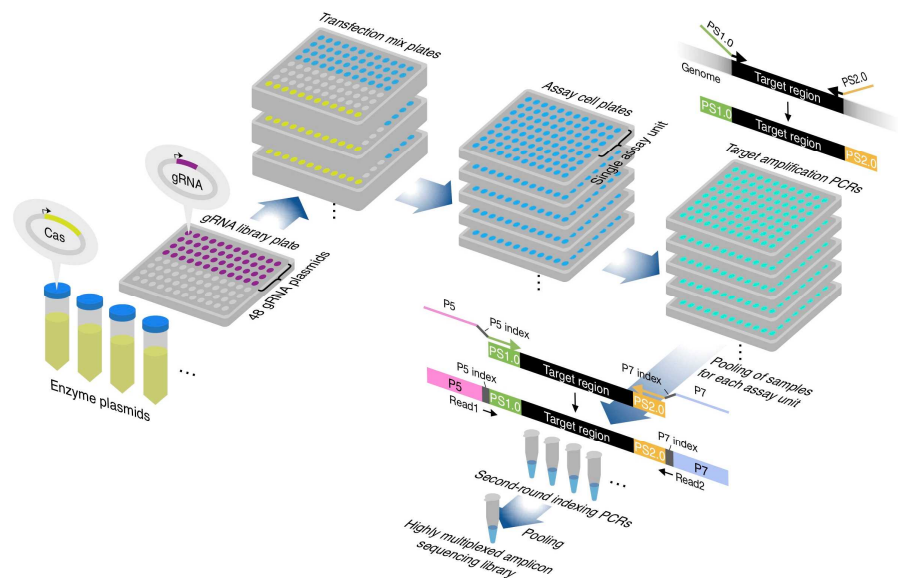 Transfection mix plates
PS1.0
PS2.0
Genome
Target region
PS1.0
Target region
PS2.0
Assay cell plates
Single assay unit
Target amplification PCRs
gRNA
Cas
gRNA library plate
48 gRNA plasmids
Enzyme plasmids
...
P5
P5 index
PS1.0
Target region
PS2.0
P7 index
P7
Pooling of samples
for each assay unit
P5 index
P5
PS1.0
Target region
PS2.0
P7 index
P7
Read1
Read2
...
Second-round indexing PCRs
Pooling
Highly multiplexed amplicon
sequencing library